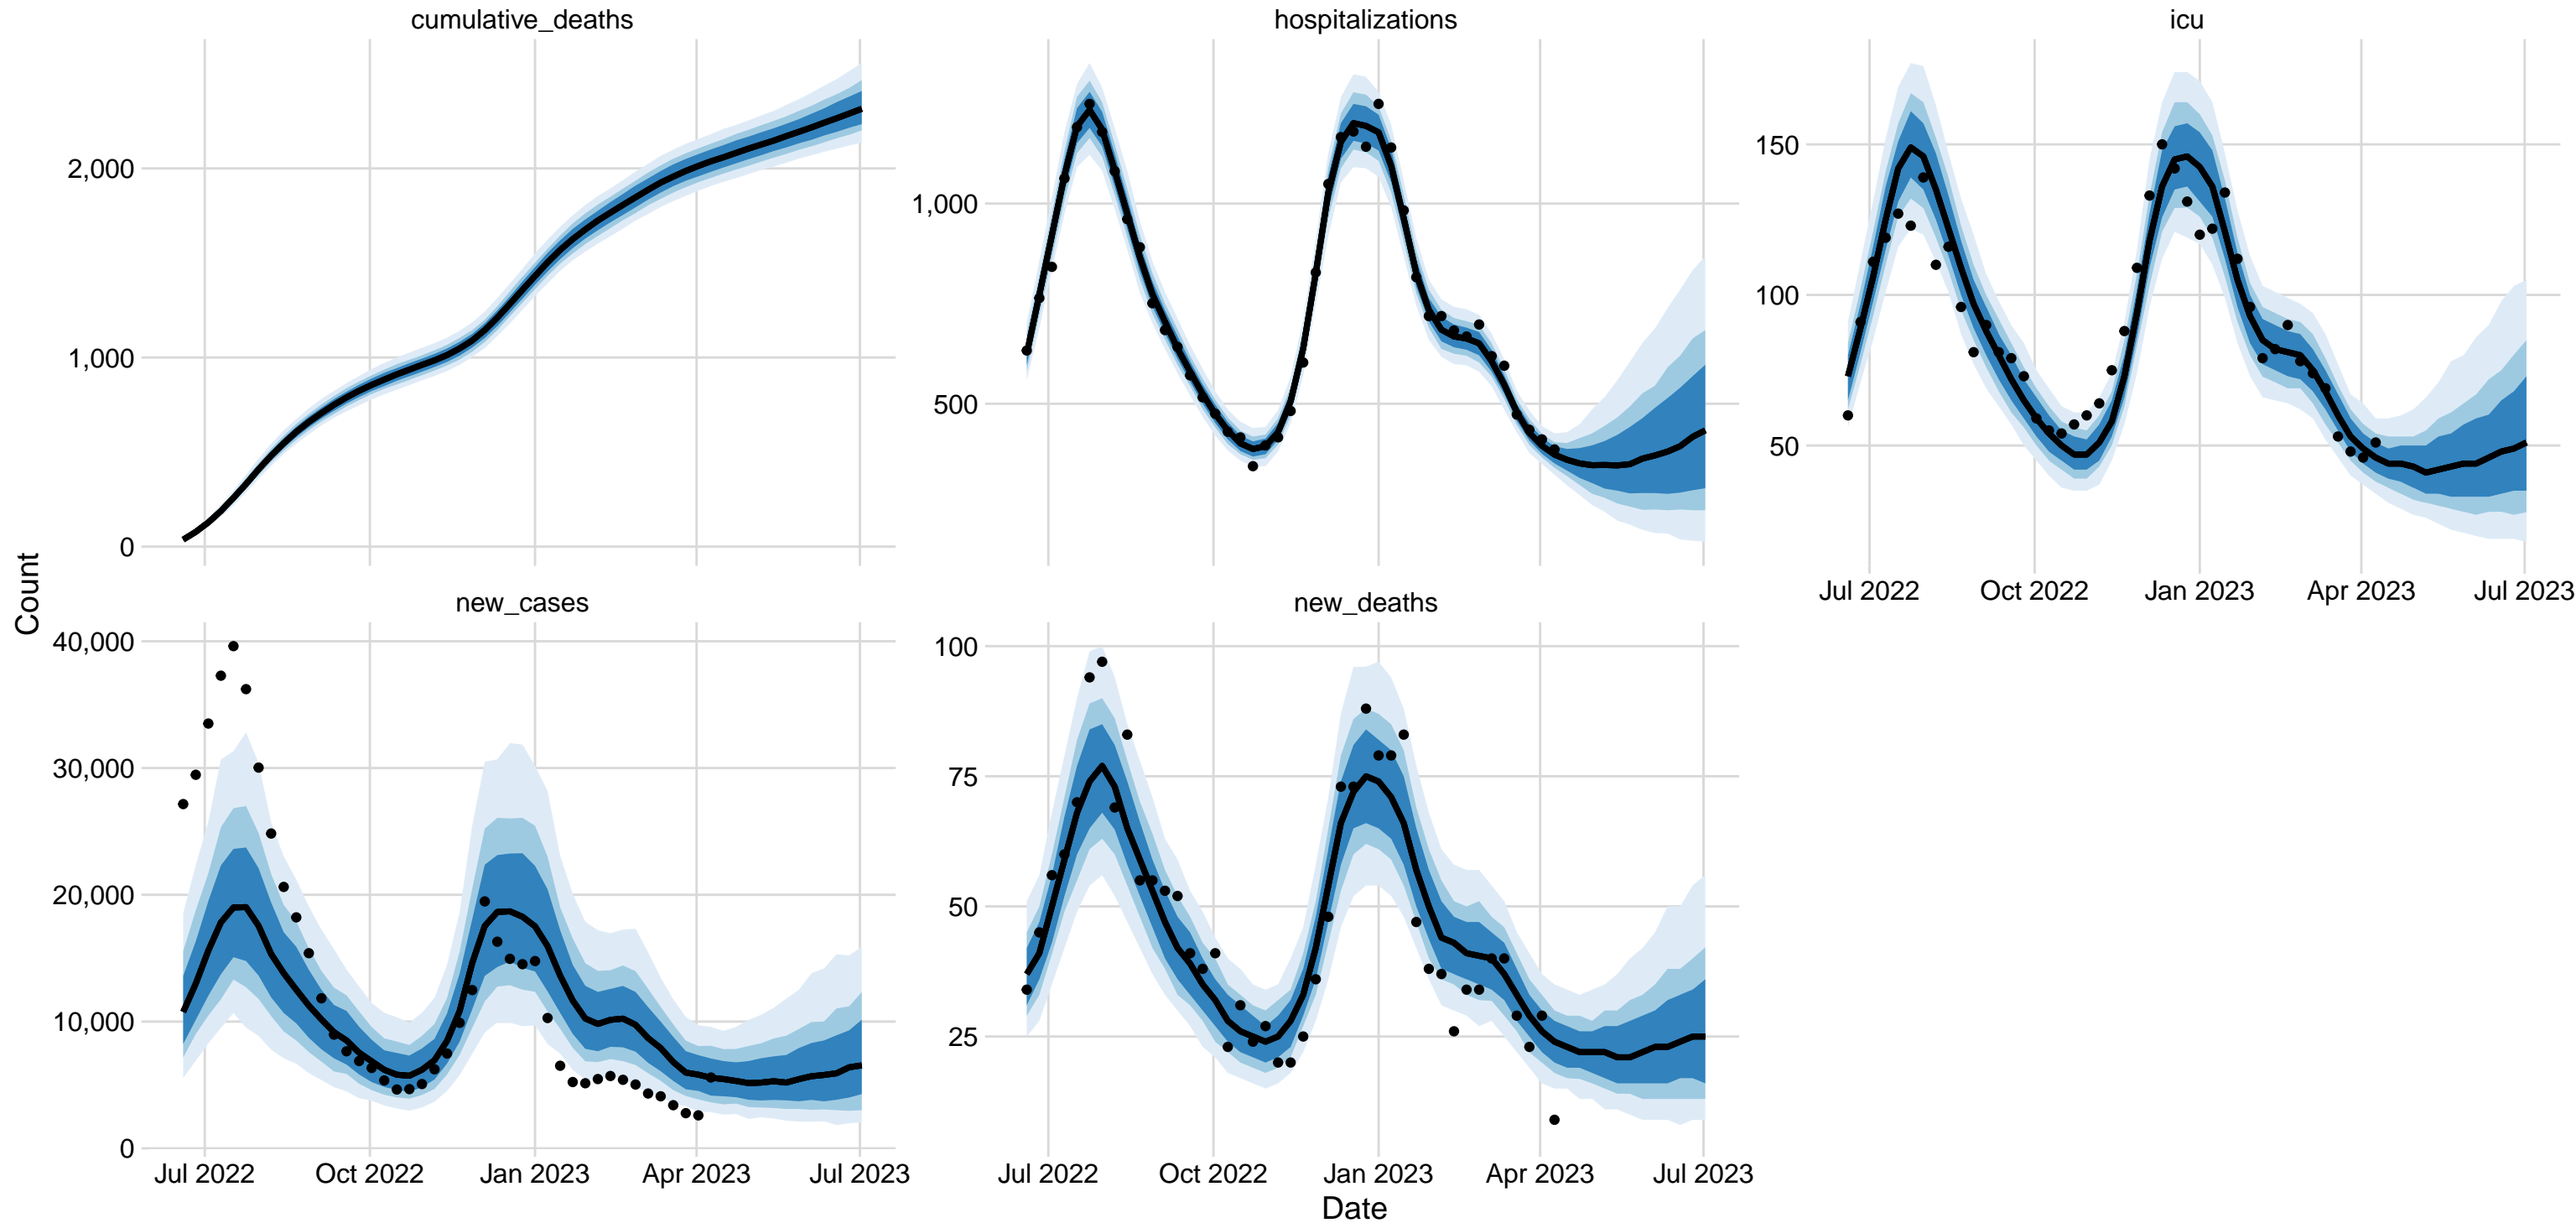 cumulative_deaths
hospitalizations
icu
2,000
1,000
0
1,000
500
150
100
50
Jul 2022 Oct 2022 Jan 2023 Apr 2023 Jul 2023
Count
new_cases
new_deaths
40,000
30,000
20,000
10,000
0
100
75
50
25
Jul 2022 Oct 2022 Jan 2023 Apr 2023 Jul 2023
Jul 2022 Oct 2022 Jan 2023 Apr 2023 Jul 2023
Date